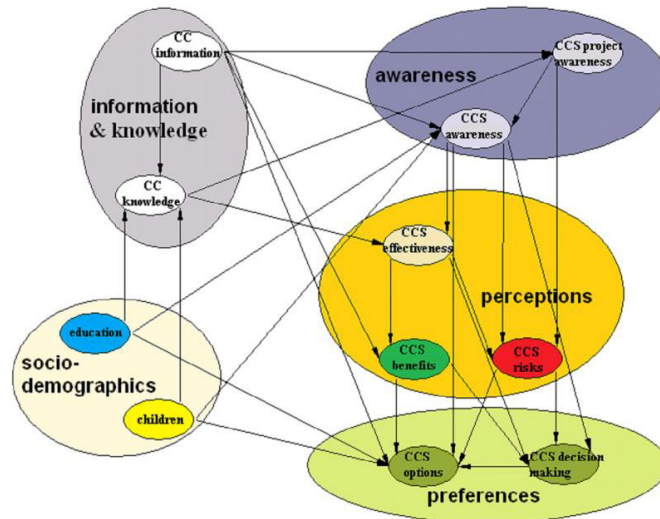 CC
information
information
& knowledge
CC
knowledge
CCS project
awareness
awareness
CCS
awareness
CCS
effectiveness
perceptions
CCS
benefits
CCS
risks
education
socio-
demographics
children
CCS
options
CCS decision
making
preferences